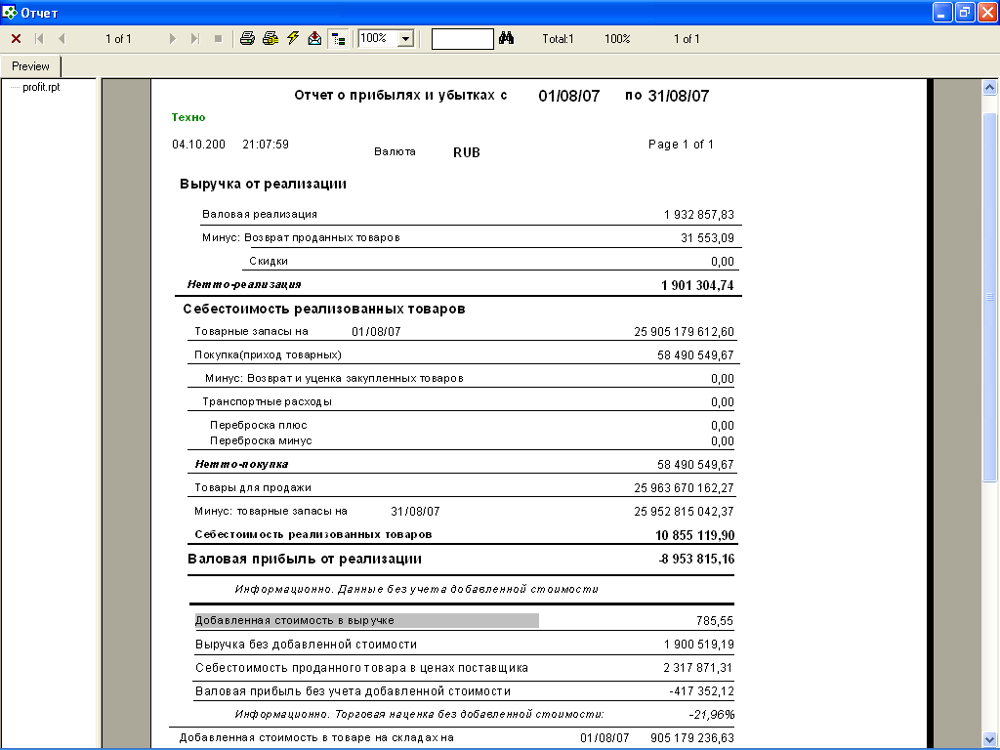 Отчет
1 of 1 100% Total:1 100% 1 of 1
Preview
profit.rpt
Отчет о прибылях и убытках с 01/08/07 по 31/08/07
Техно
04.10.200 21:07:59 Page 1 of 1
Валюта RUB
Выручка от реализации
Валовая реализация 1 932 857,83
Минус: Возврат проданных товаров 31 553,09
Скидки 0,00
Нетто-реализация 1 901 304,74
Себестоимость реализованных товаров
Товарные запасы на 01/08/07 25 905 179 612,60
Покупка(приход товарных) 58 490 549,67
Минус: Возврат и уценка закупленных товаров 0,00
Транспортные расходы 0,00
Переброска плюс 0,00
Переброска минус 0,00
Нетто-покупка 58 490 549,67
Товары для продажи 25 963 670 162,27
Минус: товарные запасы на 31/08/07 25 952 815 042,37
Себестоимость реализованных товаров 10 855 119,90
Валовая прибыль от реализации -8 953 815,16
Информационно. Данные без учета добавленной стоимости
Добавленная стоимость в выручке 785,55
Выручка без добавленной стоимости 1 900 519,19
Себестоимость проданного товара в ценах поставщика 2 317 871,31
Валовая прибыль без учета добавленной стоимости -417 352,12
Информационно. Торговая наценка без добавленной стоимости: -21,96%
Добавленная стоимость в товаре на складах на 01/08/07 905 179 236,63